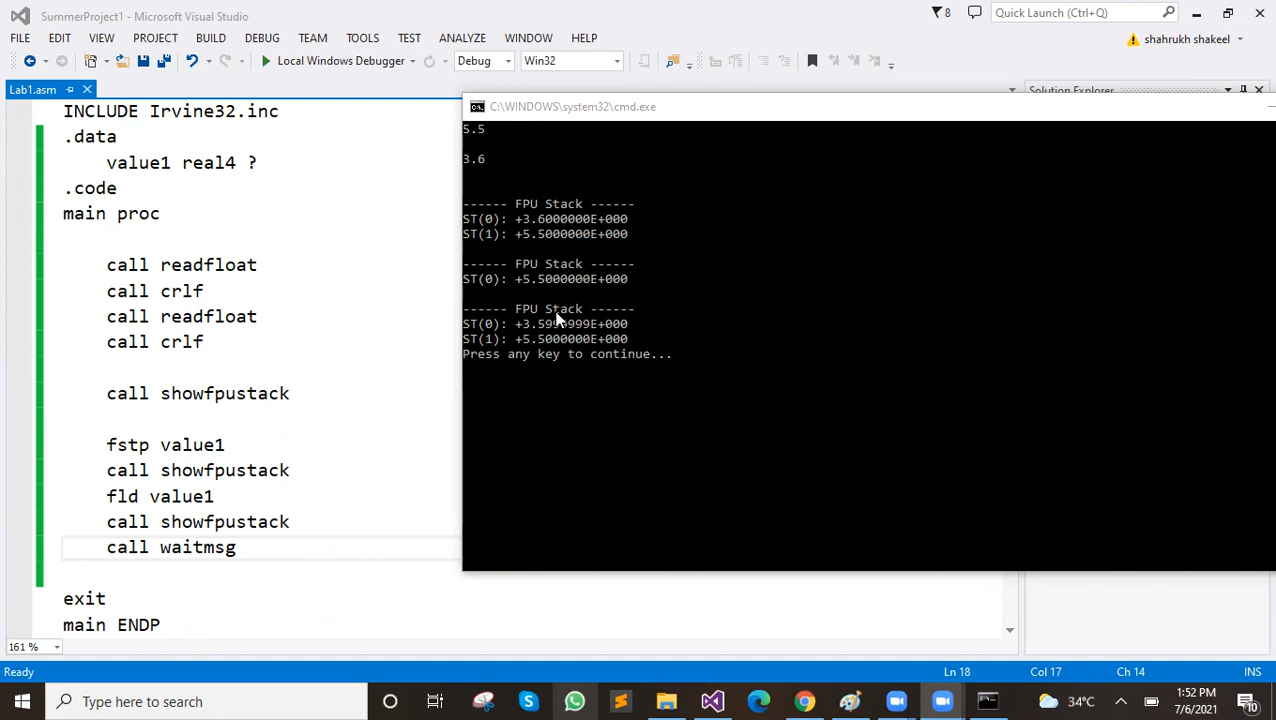 SummerProject1 - Microsoft Visual Studio
8
Quick Launch (Ctrl+Q)
FILE EDIT VIEW PROJECT BUILD DEBUG TEAM TOOLS TEST ANALYZE WINDOW HELP
shahrukh shakeel
Local Windows Debugger
Debug
Win32
Lab1.asm
Solution Explorer
INCLUDE Irvine32.inc
.data
value1 real4 ?
.code
main proc
call readfloat
call crlf
call readfloat
call crlf
call showfpustack
fstp value1
call showfpustack
fld value1
call showfpustack
call waitmsg
exit
main ENDP
C:\WINDOWS\system32\cmd.exe
5.5
3.6
------ FPU Stack ------
ST(0): +3.6000000E+000
ST(1): +5.5000000E+000
------ FPU Stack ------
ST(0): +5.5000000E+000
------ FPU Stack ------
ST(0):
ST(1): +5.5000000E+000
Press any key to continue...
161 %
Ready
Ln 18
Col 17
Ch 14
INS
Type here to search
34°C
1:52 PM
7/6/2021
10